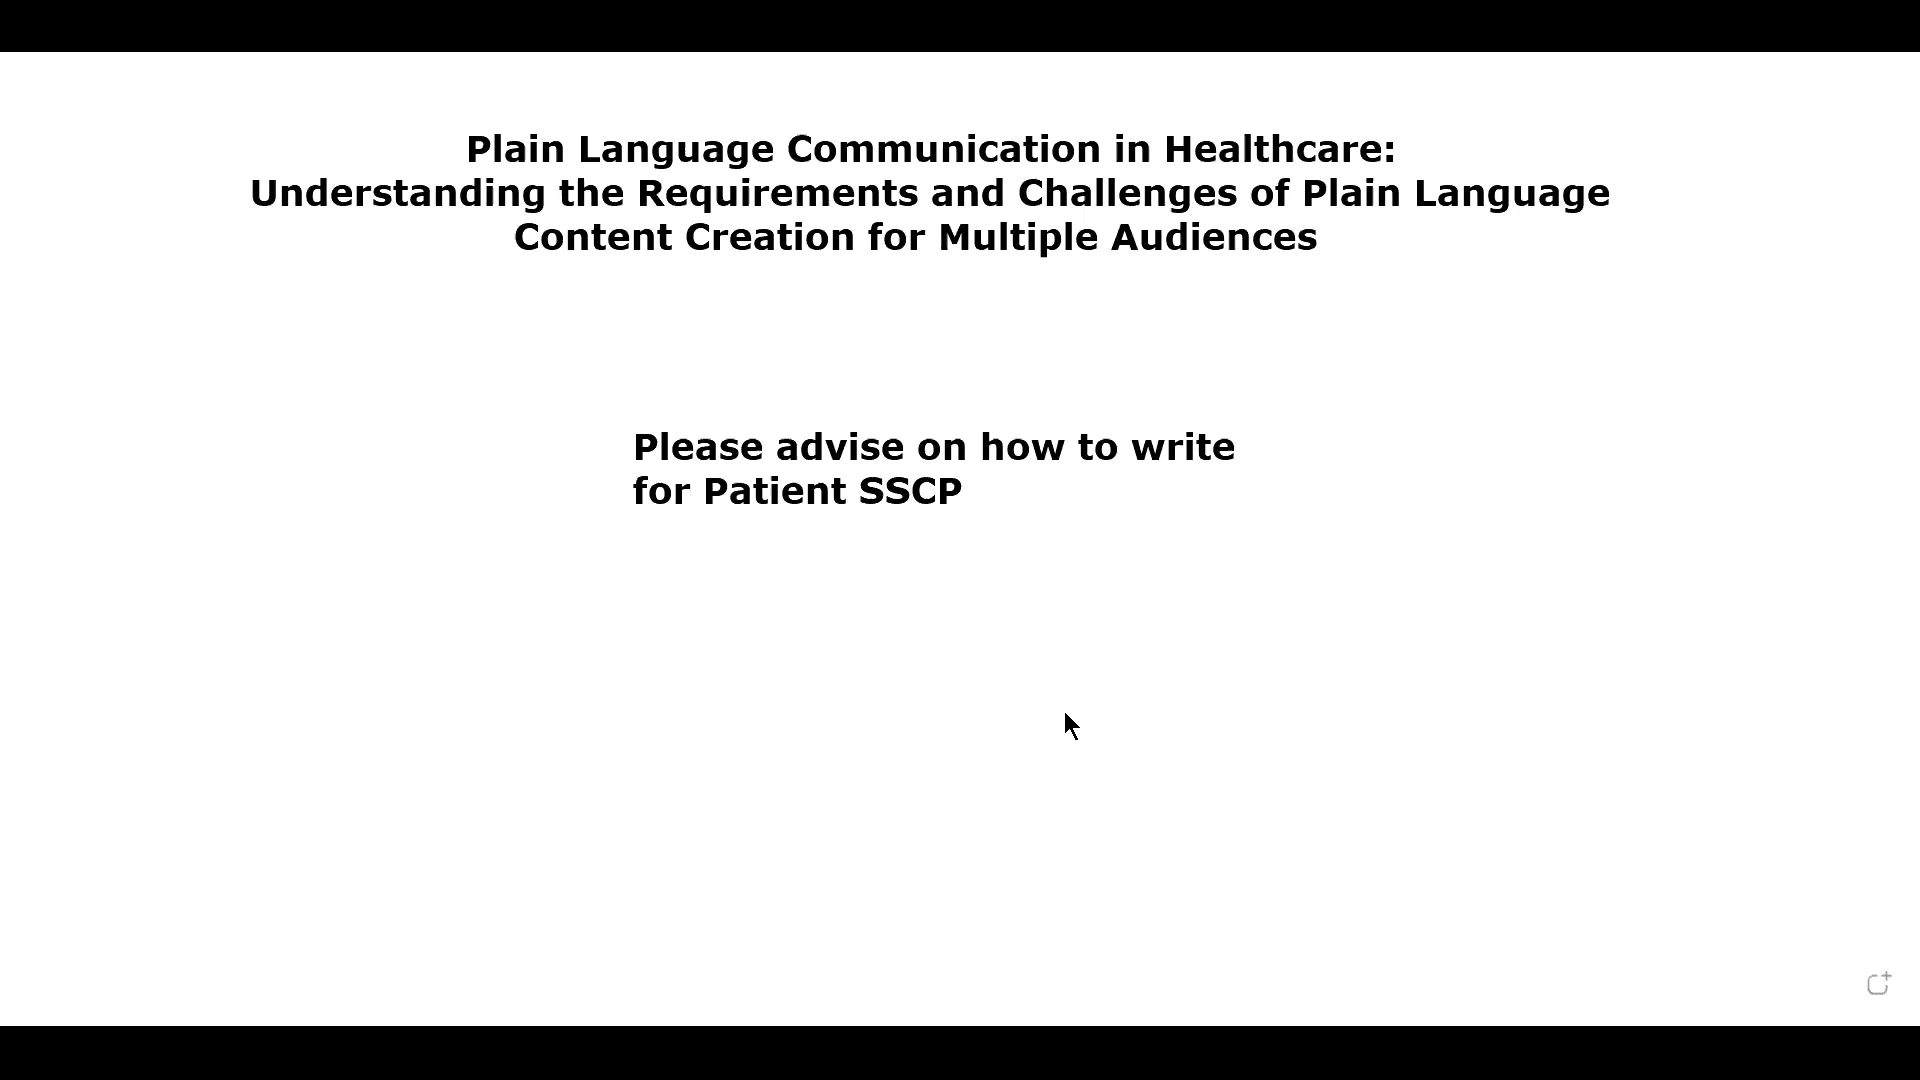 Plain Language Communication in Healthcare:
Understanding the Requirements and Challenges of Plain Language
Content Creation for Multiple Audiences
Please advise on how to write
for Patient SSCP